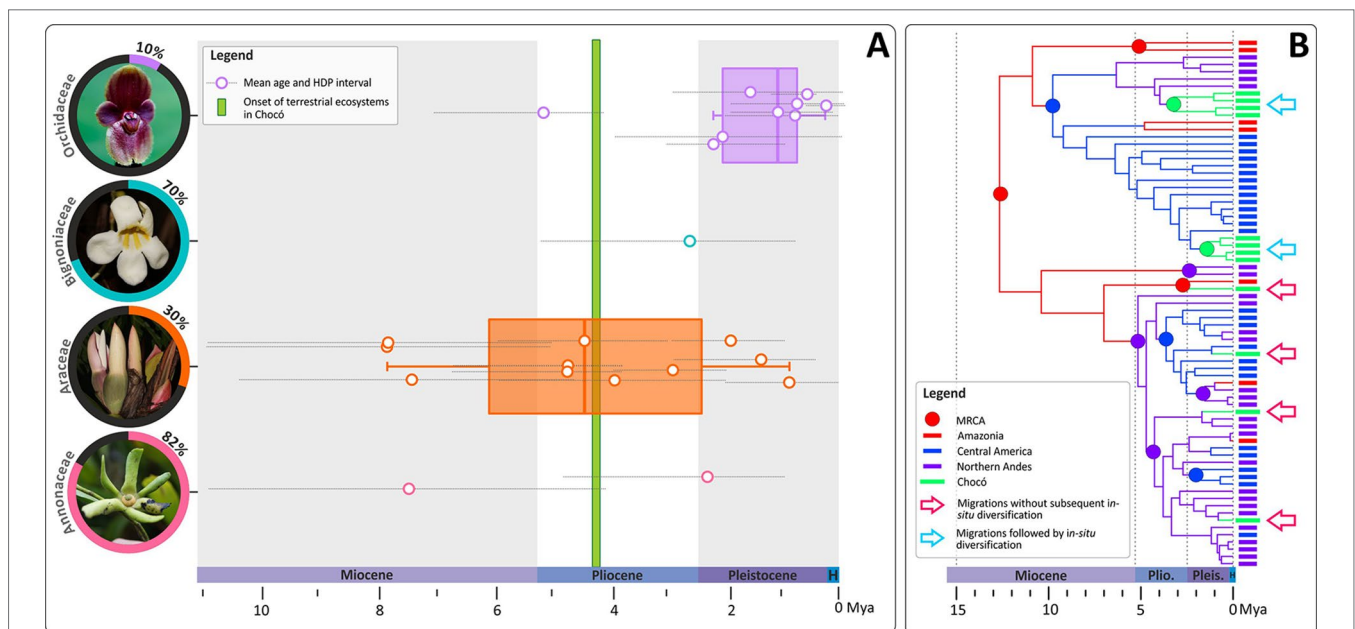 A
10%
Orchidaceae
70%
Bignoniaceae
30%
Araceae
82%
Annonaceae
Legend
Mean age and HDP interval
Onset of terrestrial ecosystems
in Chocó
Miocene Pliocene Pleistocene H
10 8 6 4 2 0 Mya
B
Legend
MRCA
Amazonia
Central America
Northern Andes
Chocó
Migrations without subsequent in-
situ diversification
Migrations followed by in-situ
diversification
Miocene Plio. Pleis. H
15 10 5 0 Mya